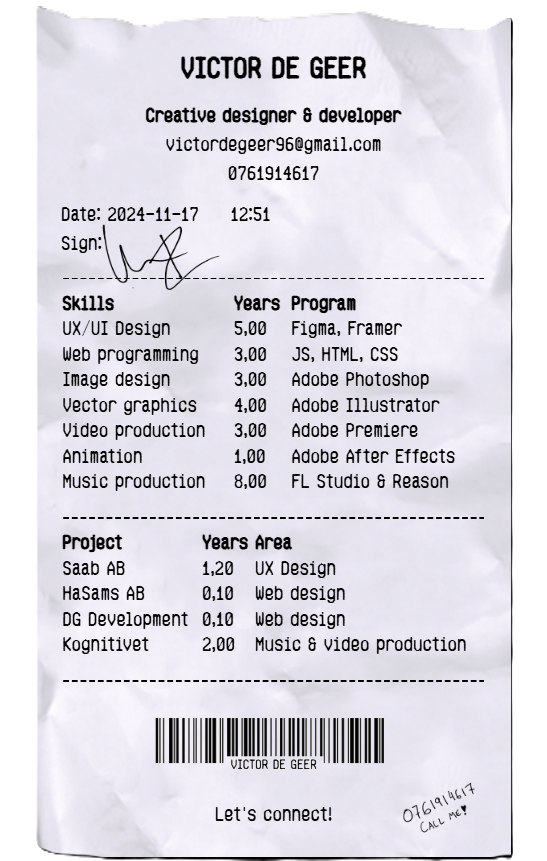 VICTOR DE GEER
Creative designer & developer
victordegeer96@gmail.com
0761914617
Date: 2024-11-17 12:51
Sign:
Skills Years Program
UX/UI Design 5,00 Figma, Framer
Web programming 3,00 JS, HTML, CSS
Image design 3,00 Adobe Photoshop
Vector graphics 4,00 Adobe Illustrator
Video production 3,00 Adobe Premiere
Animation 1,00 Adobe After Effects
Music production 8,00 FL Studio & Reason
Project Years Area
Saab AB 1,20 UX Design
HaSams AB 0,10 Web design
DG Development 0,10 Web design
Kognitivet 2,00 Music & video production
VICTOR DE GEER
Let's connect!
0761914617
CALL ME!